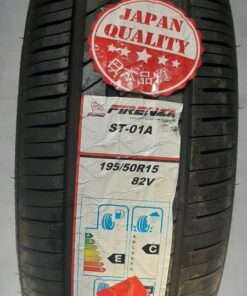 JAPAN
QUALITY
日本品質
FIRENZA
ST-01A
195/50R15
82V
E
C